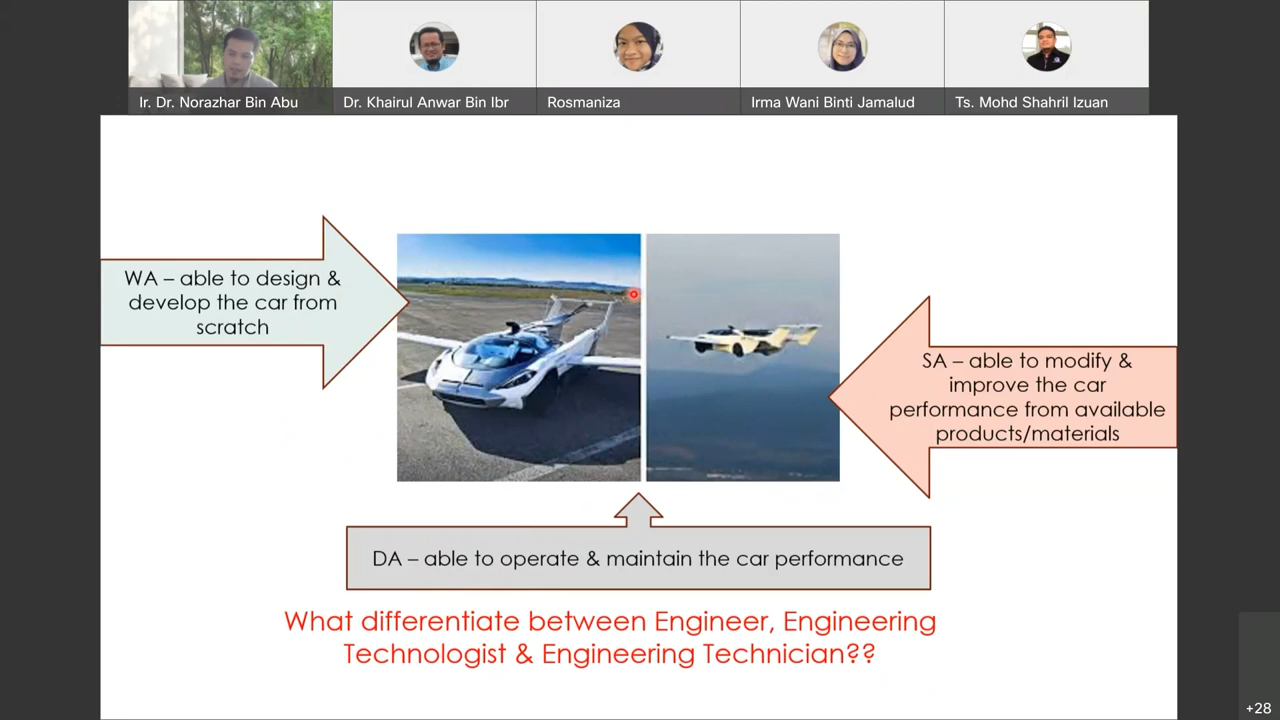 Ir. Dr. Norazhar Bin Abu
Dr. Khairul Anwar Bin Ibr
Rosmaniza
Irma Wani Binti Jamalud
Ts. Mohd Shahril Izuan
WA – able to design &
develop the car from
scratch
SA – able to modify &
improve the car
performance from available
products/materials
DA – able to operate & maintain the car performance
What differentiate between Engineer, Engineering
Technologist & Engineering Technician??
+28